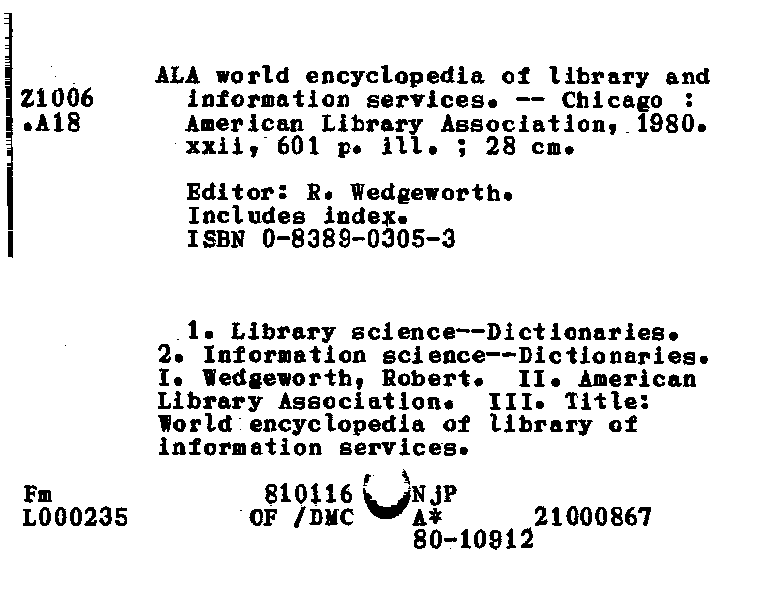 ALA world encyclopedia of library and
Z1006 information services. -- Chicago :
.A18 American Library Association, 1980.
xxii, 601 p. ill. ; 28 cm.
Editor: R. Wedgeworth.
Includes index.
ISBN 0-8389-0305-3
1. Library science--Dictionaries.
2. Information science--Dictionaries.
I. Wedgeworth, Robert. II. American
Library Association. III. Title:
World encyclopedia of library of
information services.
Fm 810116 NjP
L000235 OF /DMC A* 21000867
80-10912